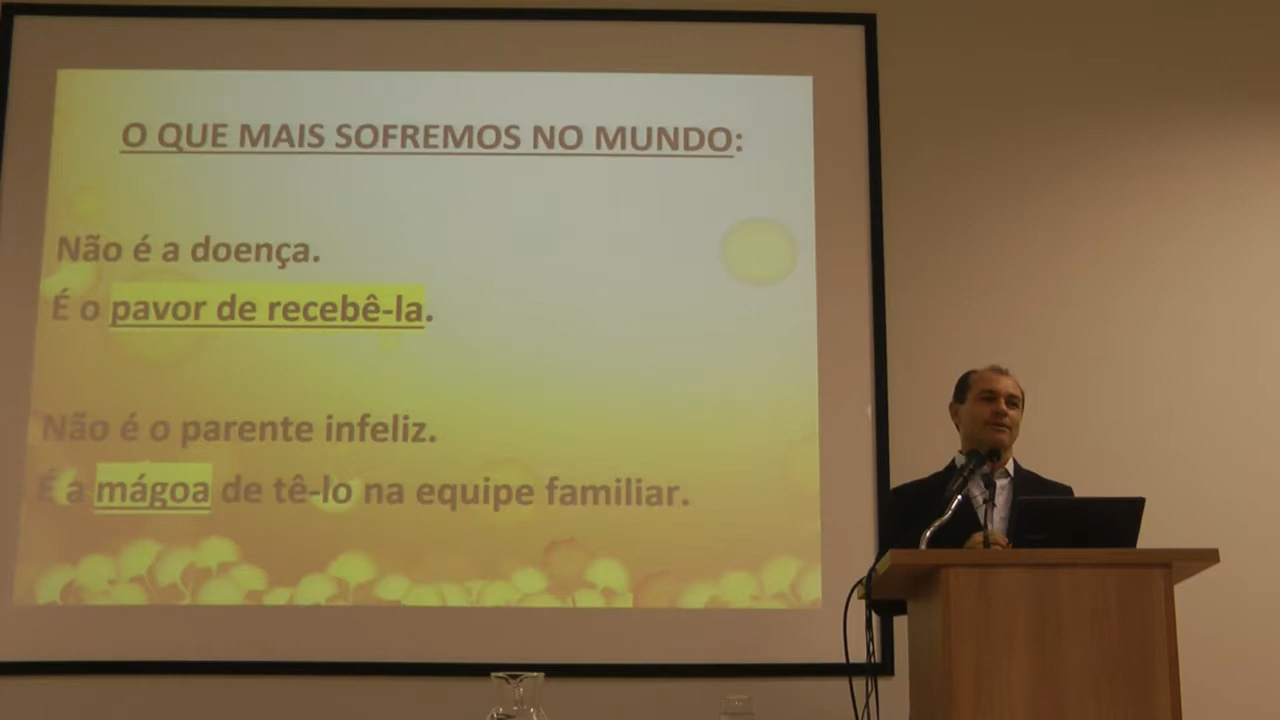 O QUE MAIS SOFREMOS NO MUNDO:
Não é a doença.
É o pavor de recebê-la.
Não é o parente infeliz.
É a mágoa de tê-lo na equipe familiar.